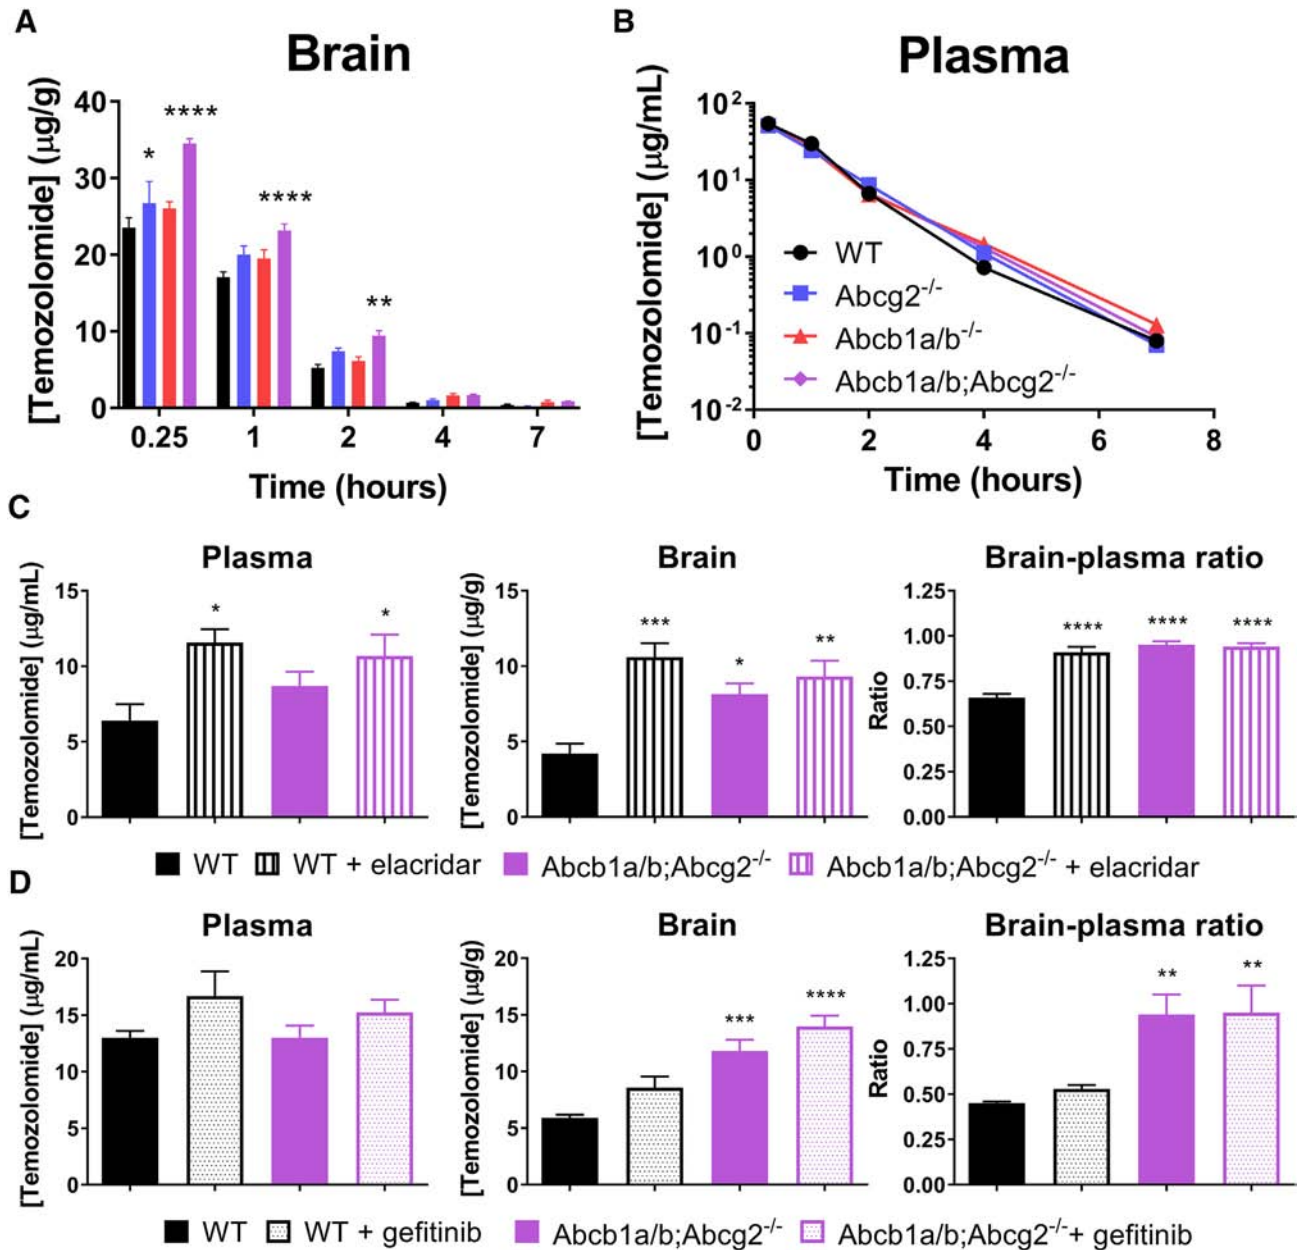 A
Brain
[Temozolomide] (μg/g)
40
30
20
10
0
* **** **** **
0.25 1 2 4 7
Time (hours)
B
Plasma
[Temozolomide] (μg/mL)
10²
10¹
10⁰
10⁻¹
10⁻²
WT
Abcg2⁻/⁻
Abcb1a/b⁻/⁻
Abcb1a/b;Abcg2⁻/⁻
0 2 4 6 8
Time (hours)
C
Plasma
[Temozolomide] (μg/mL)
15
10
5
0
* *
Brain
[Temozolomide] (μg/g)
15
10
5
0
*** * **
Brain-plasma ratio
Ratio
1.25
1.00
0.75
0.50
0.25
0.00
**** **** ****
WT WT + elacridar Abcb1a/b;Abcg2⁻/⁻ Abcb1a/b;Abcg2⁻/⁻ + elacridar
D
Plasma
[Temozolomide] (μg/mL)
20
15
10
5
0
Brain
[Temozolomide] (μg/g)
20
15
10
5
0
*** ****
Brain-plasma ratio
Ratio
1.25
1.00
0.75
0.50
0.25
0.00
** **
WT WT + gefitinib Abcb1a/b;Abcg2⁻/⁻ Abcb1a/b;Abcg2⁻/⁻+ gefitinib